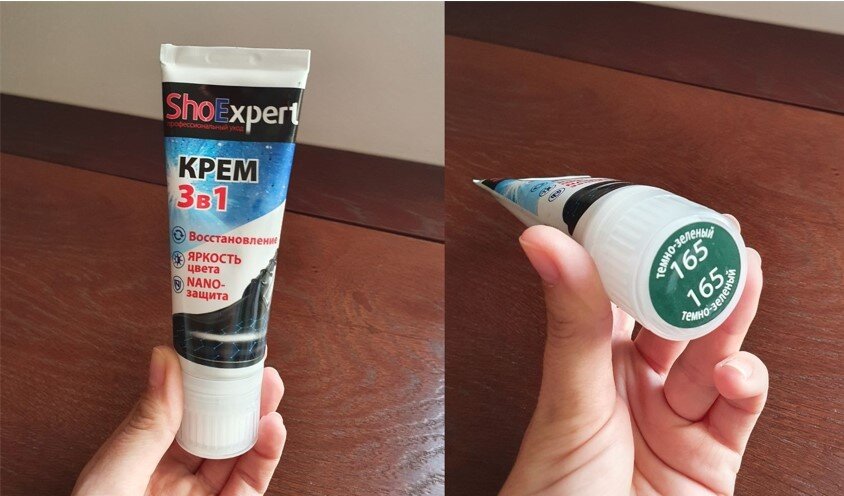 ShoExpert
профессиональный уход
КРЕМ
3в1
Восстановление
ЯРКОСТЬ
цвета
NANO-
защита
темно-зеленый
165
165
темно-зеленый